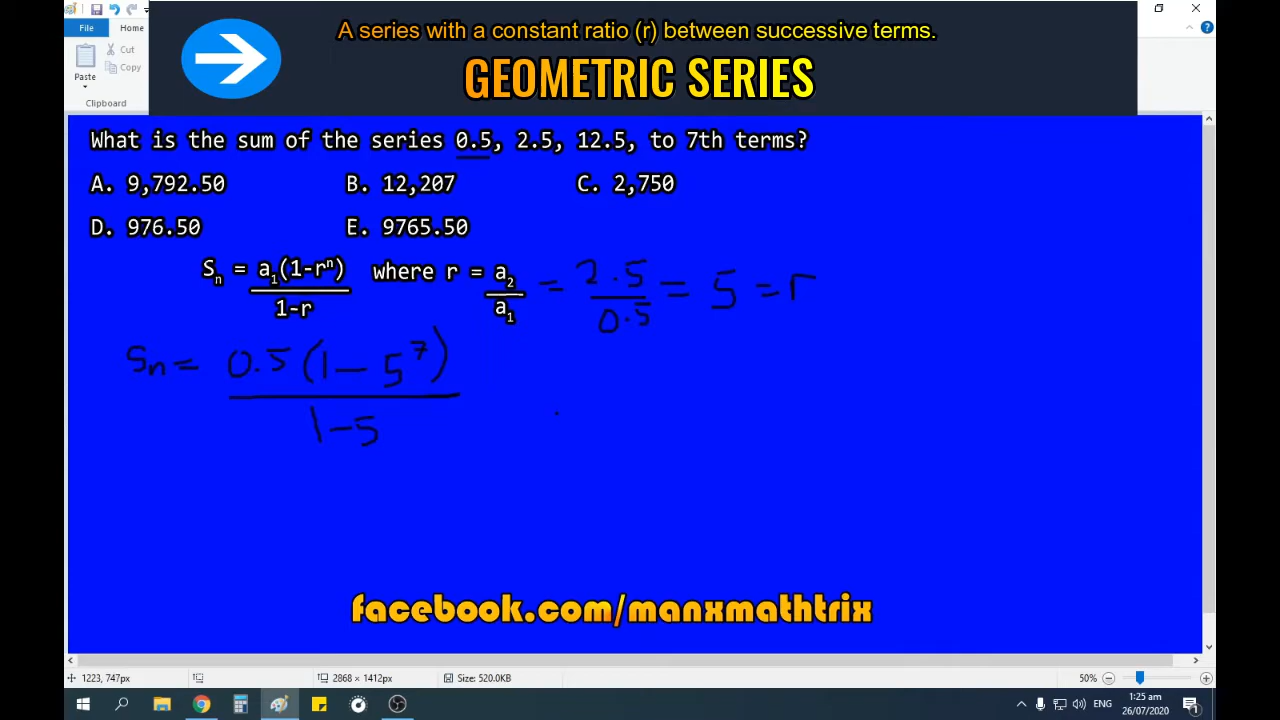 File Home
A series with a constant ratio (r) between successive terms.
GEOMETRIC SERIES
Paste Cut
Copy
Clipboard
What is the sum of the series 0.5, 2.5, 12.5, to 7th terms?
A. 9,792.50 B. 12,207 C. 2,750
D. 976.50 E. 9765.50
Sₙ = a₁(1-rⁿ)/1-r where r = a₂/a₁ = 2.5/0.5 = 5 = r
Sₙ = 0.5(1-5⁷)/1-5
facebook.com/manxmathtrix
1223, 747px 2868 × 1412px Size: 520.0KB 50%
ENG 1:25 am
26/07/2020